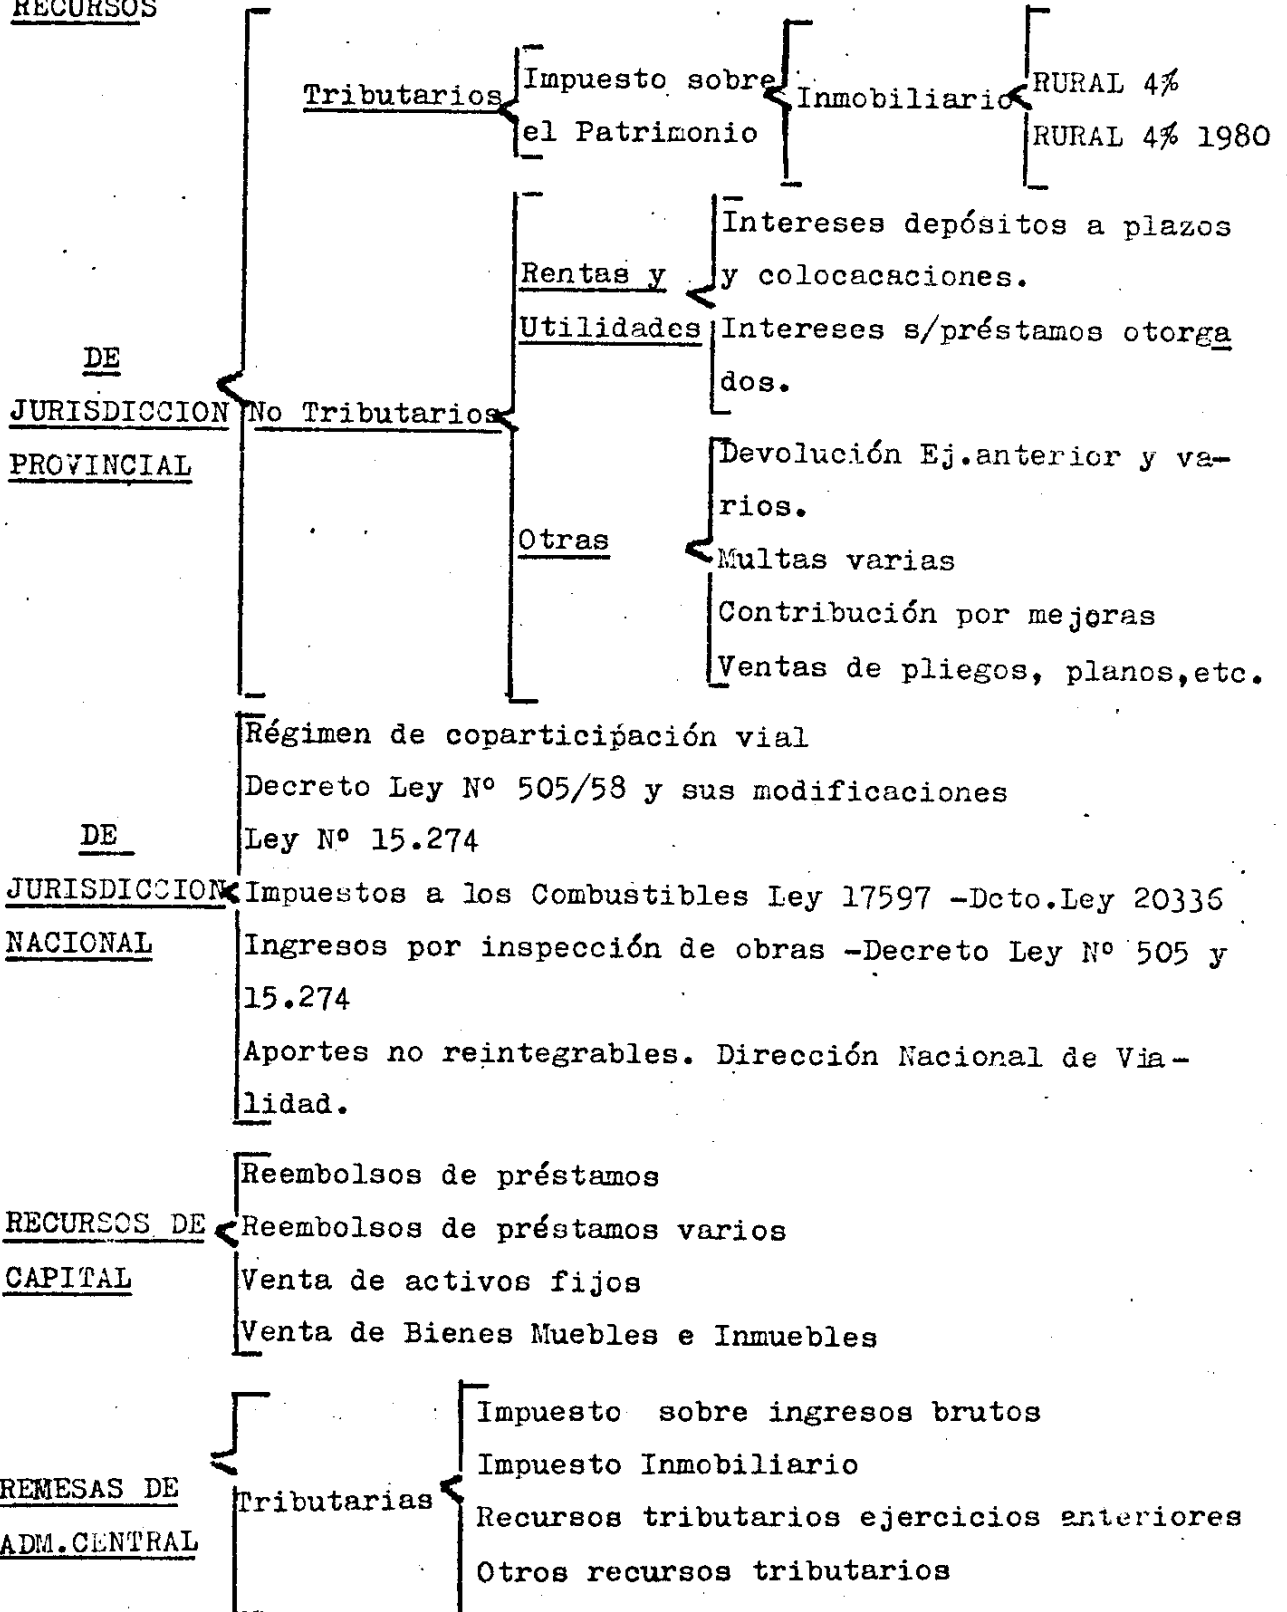 RECURSOS
Tributarios
Impuesto sobre
el Patrimonio
Inmobiliario
RURAL 4%
RURAL 4% 1980
DE
JURISDICCION
PROVINCIAL
No Tributarios
Rentas y
Utilidades
Intereses depósitos a plazos
y colocacaciones.
Intereses s/préstamos otorga
dos.
Otras
Devolución Ej.anterior y va-
rios.
Multas varias
Contribución por mejoras
Ventas de pliegos, planos,etc.
DE
JURISDICCION
NACIONAL
Régimen de coparticipación vial
Decreto Ley Nº 505/58 y sus modificaciones
Ley Nº 15.274
Impuestos a los Combustibles Ley 17597 -Dcto.Ley 20336
Ingresos por inspección de obras -Decreto Ley Nº 505 y
15.274
Aportes no reintegrables. Dirección Nacional de Via-
lidad.
RECURSOS DE
CAPITAL
Reembolsos de préstamos
Reembolsos de préstamos varios
Venta de activos fijos
Venta de Bienes Muebles e Inmuebles
REMESAS DE
ADM.CENTRAL
Tributarias
Impuesto sobre ingresos brutos
Impuesto Inmobiliario
Recursos tributarios ejercicios anteriores
Otros recursos tributarios